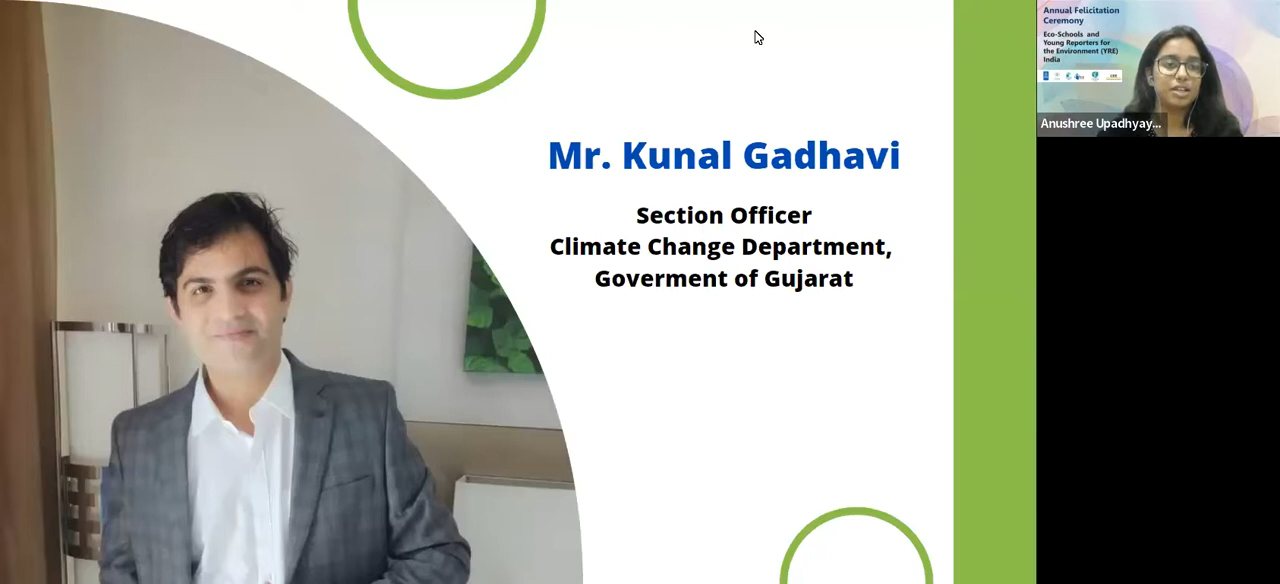 Mr. Kunal Gadhavi
Section Officer
Climate Change Department,
Goverment of Gujarat
Annual Felicitation
Ceremony
Eco-Schools and
Young Reporters for
the Environment (YRE)
India
Anushree Upadhyay...